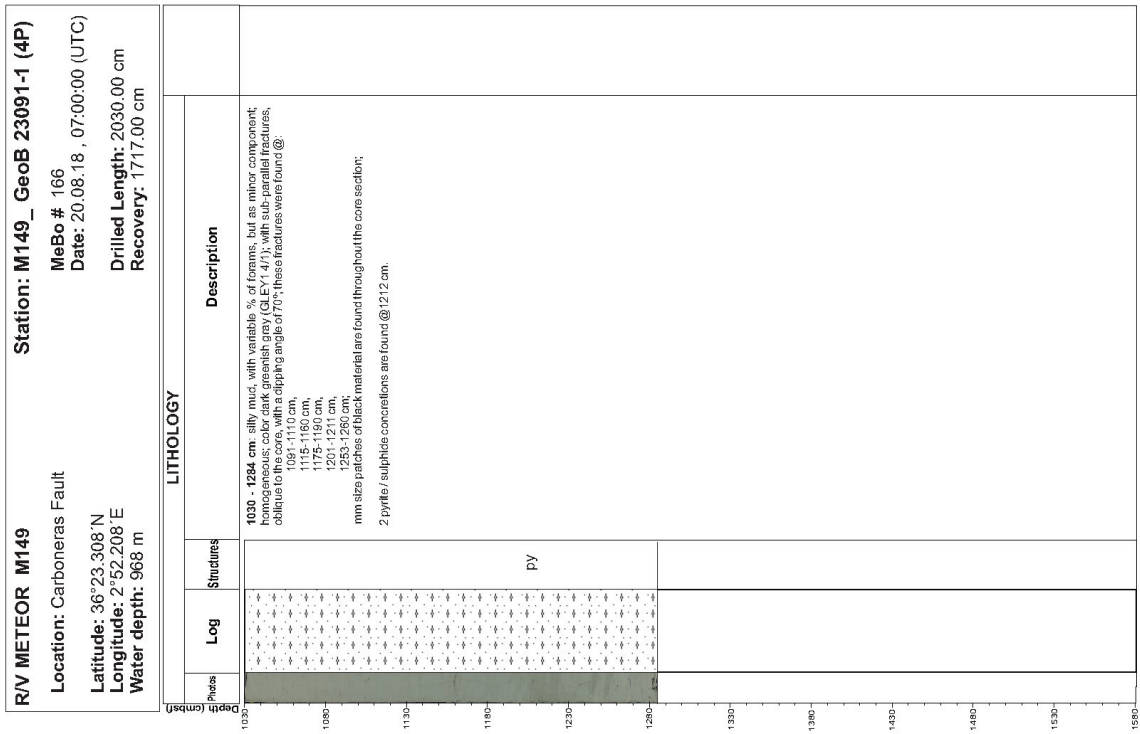 R/V METEOR M149
Station: M149_ GeoB 23091-1 (4P)
Location: Carboneras Fault
MeBo # 166
Date: 20.08.18 , 07:00:00 (UTC)
Latitude: 36°23.308´N
Longitude: 2°52.208´E
Water depth: 968 m
Drilled Length: 2030.00 cm
Recovery: 1717.00 cm
LITHOLOGY
Depth (cmbsf)
Photos
Log
Structures
Description
1030 - 1284 cm: silty mud, with variable % of forams, but as minor component;
homogeneous; color dark greenish gray (GLEY1 4/1); with sub-parallel fractures,
oblique to the core, with a dipping angle of 70º; these fractures were found @:
1091-1110 cm,
1115-1160 cm,
1175-1190 cm,
1201-1211 cm,
1253-1260 cm;
mm size patches of black material are found throughout the core section;
2 pyrite / sulphide concretions are found @1212 cm.
py
1030
1080
1130
1180
1230
1280
1330
1380
1430
1480
1530
1580